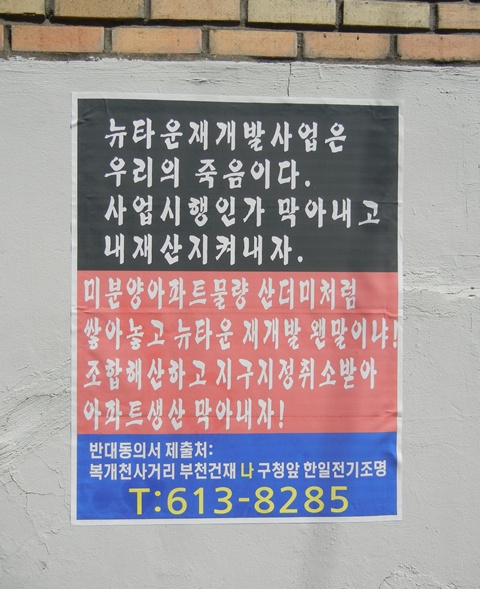 뉴타운재개발사업은
우리의 죽음이다.
사업시행인가 막아내고
내재산지켜내자.
미분양아파트물량 산더미처럼
쌓아놓고 뉴타운 재개발 웬말이냐!
조합해산하고 지구지정취소받아
아파트생산 막아내자!
반대동의서 제출처:
복개천사거리 부천건재 나 구청앞 한일전기조명
T:613-8285